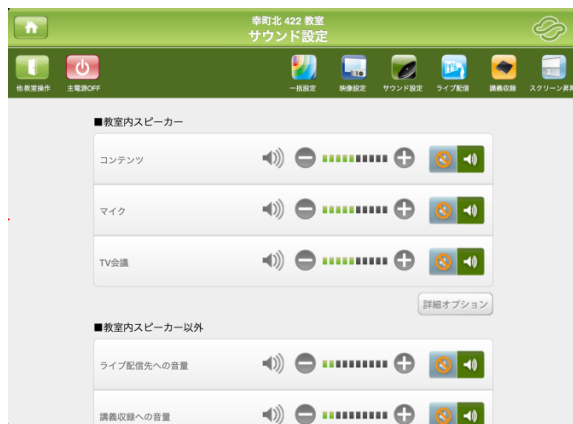 幸町北 422 教室
サウンド設定
他教室操作 主電源OFF 一括設定 映像設定 サウンド設定 ライブ配信 講義収録 スクリーン昇降
■教室内スピーカー
コンテンツ
マイク
TV会議
詳細オプション
■教室内スピーカー以外
ライブ配信先への音量
講義収録への音量